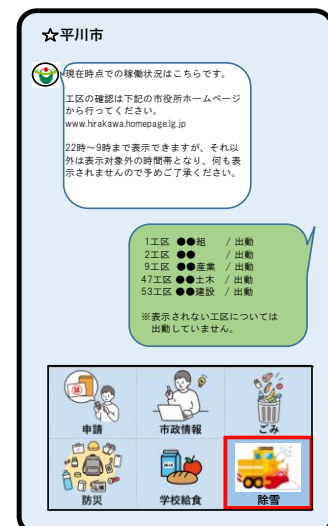 ☆平川市
現在時点での稼働状況はこちらです。
工区の確認は下記の市役所ホームページ
から行ってください。
www.hirakawa.homepage.lg.jp
22時～9時まで表示できますが、それ以
外は表示対象外の時間帯となり、何も表
示されませんので予めご了承ください。
1工区 ●●組 / 出動
2工区 ●● / 出動
9工区 ●●産業 / 出動
47工区 ●●土木 / 出動
53工区 ●●建設 / 出動
※表示されない工区については
出動していません。
申請 市政情報 ごみ
防災 学校給食 除雪